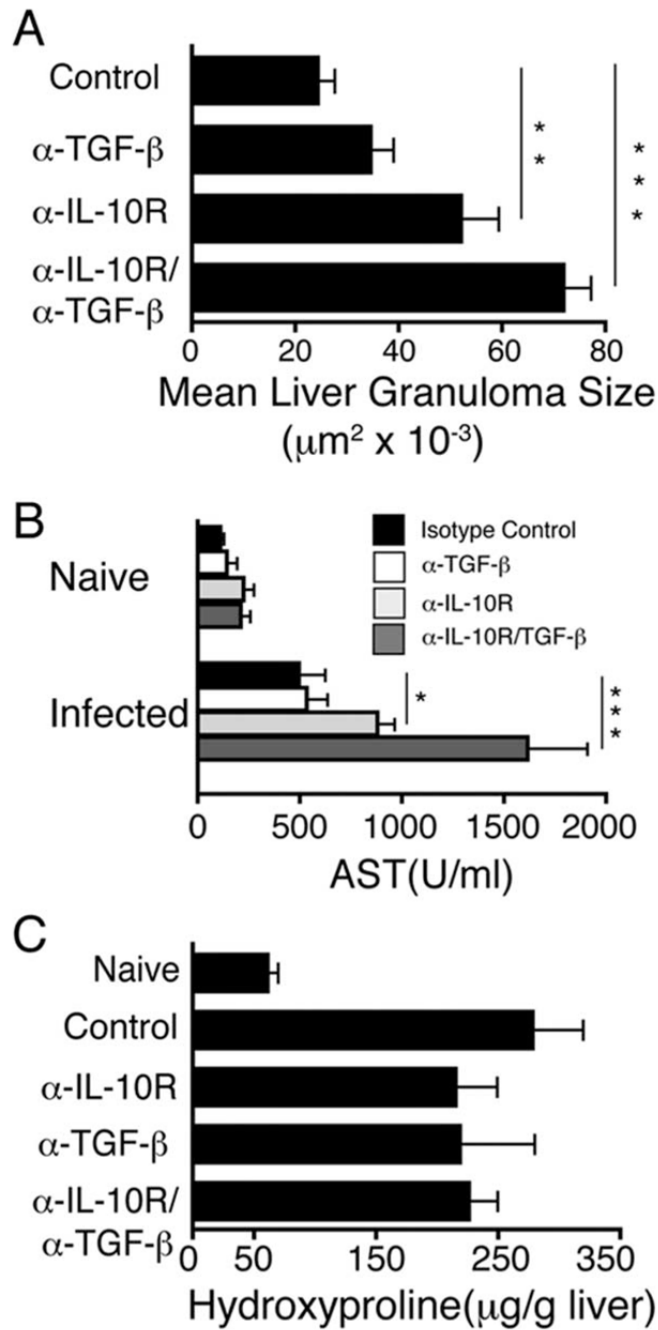 A
Control
α-TGF-β
α-IL-10R
α-IL-10R/
α-TGF-β
* *
* * *
0 20 40 60 80
Mean Liver Granuloma Size
(μm² x 10⁻³)
B
Isotype Control
α-TGF-β
α-IL-10R
α-IL-10R/TGF-β
Naive
Infected
*
* * *
0 500 1000 1500 2000
AST(U/ml)
C
Naive
Control
α-IL-10R
α-TGF-β
α-IL-10R/
α-TGF-β
0 50 150 250 350
Hydroxyproline(μg/g liver)